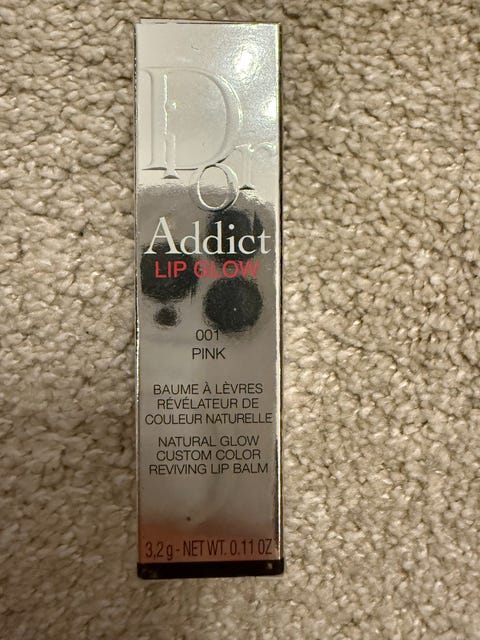 Dior
Addict
LIP GLOW
001
PINK
BAUME À LÈVRES
RÉVÉLATEUR DE
COULEUR NATURELLE
NATURAL GLOW
CUSTOM COLOR
REVIVING LIP BALM
3,2 g - NET WT. 0.11 OZ